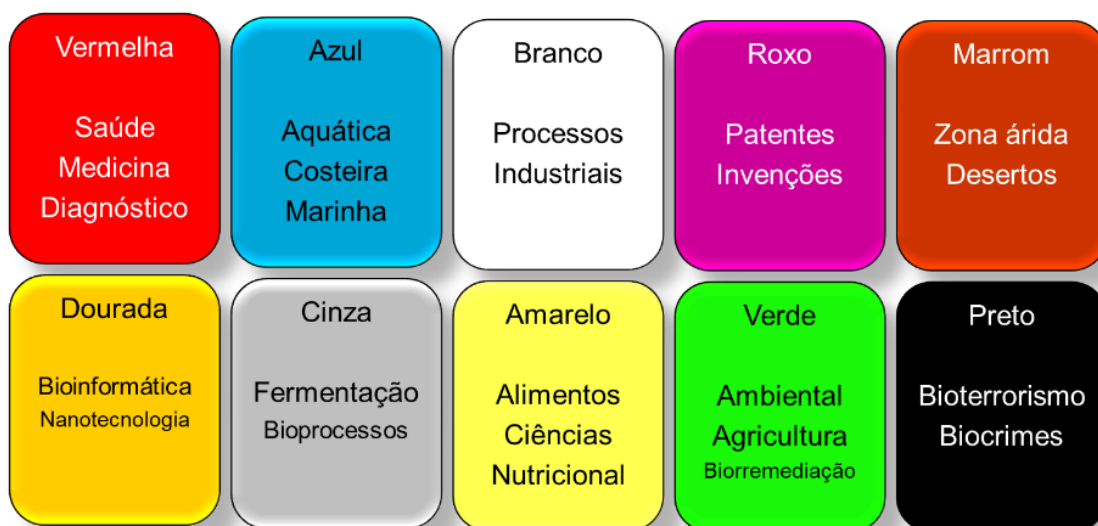 Vermelha
Saúde
Medicina
Diagnóstico
Azul
Aquática
Costeira
Marinha
Branco
Processos
Industriais
Roxo
Patentes
Invenções
Marrom
Zona árida
Desertos
Dourada
Bioinformática
Nanotecnologia
Cinza
Fermentação
Bioprocessos
Amarelo
Alimentos
Ciências
Nutricional
Verde
Ambiental
Agricultura
Biorremediação
Preto
Bioterrorismo
Biocrimes